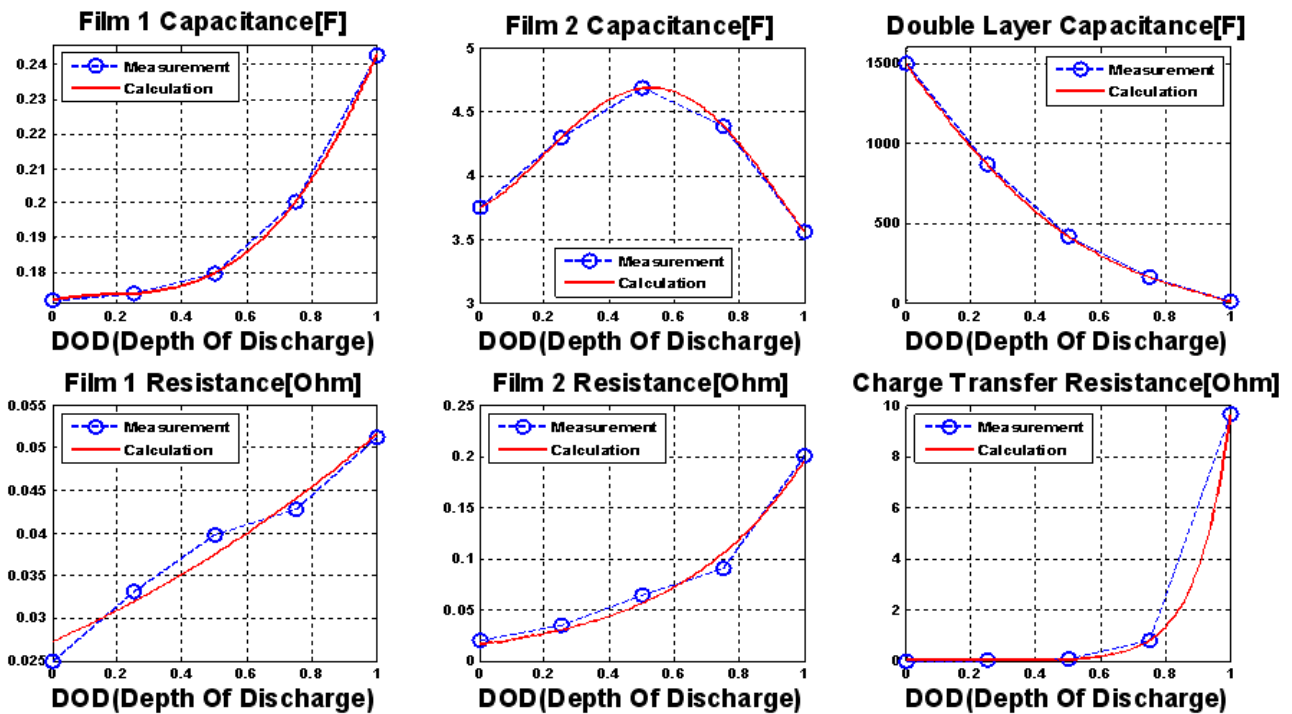 Film 1 Capacitance[F]
0.24
0.23
0.22
0.21
0.2
0.19
0.18
Measurement
Calculation
0 0.2 0.4 0.6 0.8 1
DOD(Depth Of Discharge)
Film 2 Capacitance[F]
5
4.5
4
3.5
3
Measurement
Calculation
0 0.2 0.4 0.6 0.8 1
DOD(Depth Of Discharge)
Double Layer Capacitance[F]
1500
1000
500
0
Measurement
Calculation
0 0.2 0.4 0.6 0.8 1
DOD(Depth Of Discharge)
Film 1 Resistance[Ohm]
0.055
0.05
0.045
0.04
0.035
0.03
0.025
Measurement
Calculation
0 0.2 0.4 0.6 0.8 1
DOD(Depth Of Discharge)
Film 2 Resistance[Ohm]
0.25
0.2
0.15
0.1
0.05
0
Measurement
Calculation
0 0.2 0.4 0.6 0.8 1
DOD(Depth Of Discharge)
Charge Transfer Resistance[Ohm]
10
8
6
4
2
0
Measurement
Calculation
0 0.2 0.4 0.6 0.8 1
DOD(Depth Of Discharge)